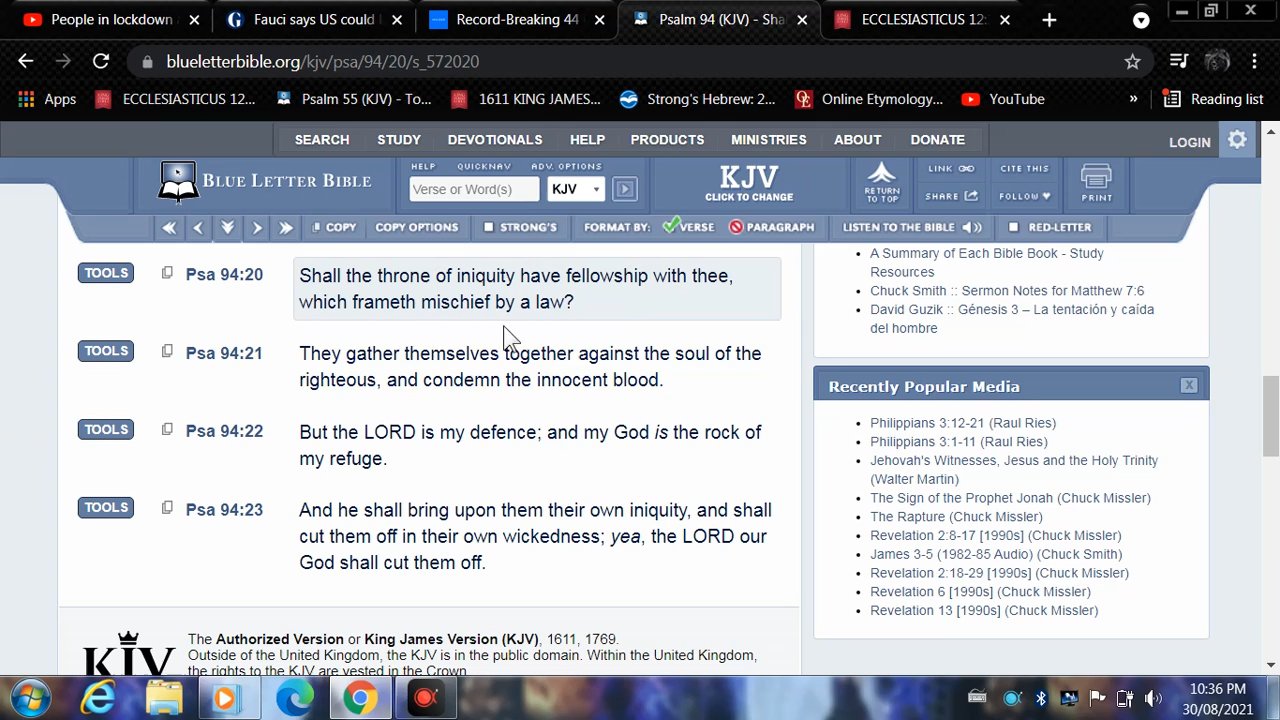 People in lockdown
Fauci says US could
Record-Breaking 44
Psalm 94 (KJV) - Sha
ECCLESIASTICUS 12:
blueletterbible.org/kjv/psa/94/20/s_572020
Apps
ECCLESIASTICUS 12...
Psalm 55 (KJV) - To...
1611 KING JAMES...
Strong's Hebrew: 2...
Online Etymology...
YouTube
Reading list
SEARCH STUDY DEVOTIONALS HELP PRODUCTS MINISTRIES ABOUT DONATE
LOGIN
BLUE LETTER BIBLE
HELP QUICKNAV ADV. OPTIONS
Verse or Word(s)
KJV
KJV
CLICK TO CHANGE
RETURN
TO TOP
LINK
CITE THIS
SHARE
FOLLOW
PRINT
COPY COPY OPTIONS STRONG'S FORMAT BY: VERSE PARAGRAPH LISTEN TO THE BIBLE RED-LETTER
TOOLS Psa 94:20 Shall the throne of iniquity have fellowship with thee,
which frameth mischief by a law?
TOOLS Psa 94:21 They gather themselves together against the soul of the
righteous, and condemn the innocent blood.
TOOLS Psa 94:22 But the LORD is my defence; and my God is the rock of
my refuge.
TOOLS Psa 94:23 And he shall bring upon them their own iniquity, and shall
cut them off in their own wickedness; yea, the LORD our
God shall cut them off.
KJV
The Authorized Version or King James Version (KJV), 1611, 1769.
Outside of the United Kingdom, the KJV is in the public domain. Within the United Kingdom,
the rights to the KJV are vested in the Crown
A Summary of Each Bible Book - Study
Resources
Chuck Smith :: Sermon Notes for Matthew 7:6
David Guzik :: Génesis 3 – La tentación y caída
del hombre
Recently Popular Media
X
Philippians 3:12-21 (Raul Ries)
Philippians 3:1-11 (Raul Ries)
Jehovah's Witnesses, Jesus and the Holy Trinity
(Walter Martin)
The Sign of the Prophet Jonah (Chuck Missler)
The Rapture (Chuck Missler)
Revelation 2:8-17 [1990s] (Chuck Missler)
James 3-5 (1982-85 Audio) (Chuck Smith)
Revelation 2:18-29 [1990s] (Chuck Missler)
Revelation 6 [1990s] (Chuck Missler)
Revelation 13 [1990s] (Chuck Missler)
10:36 PM
30/08/2021